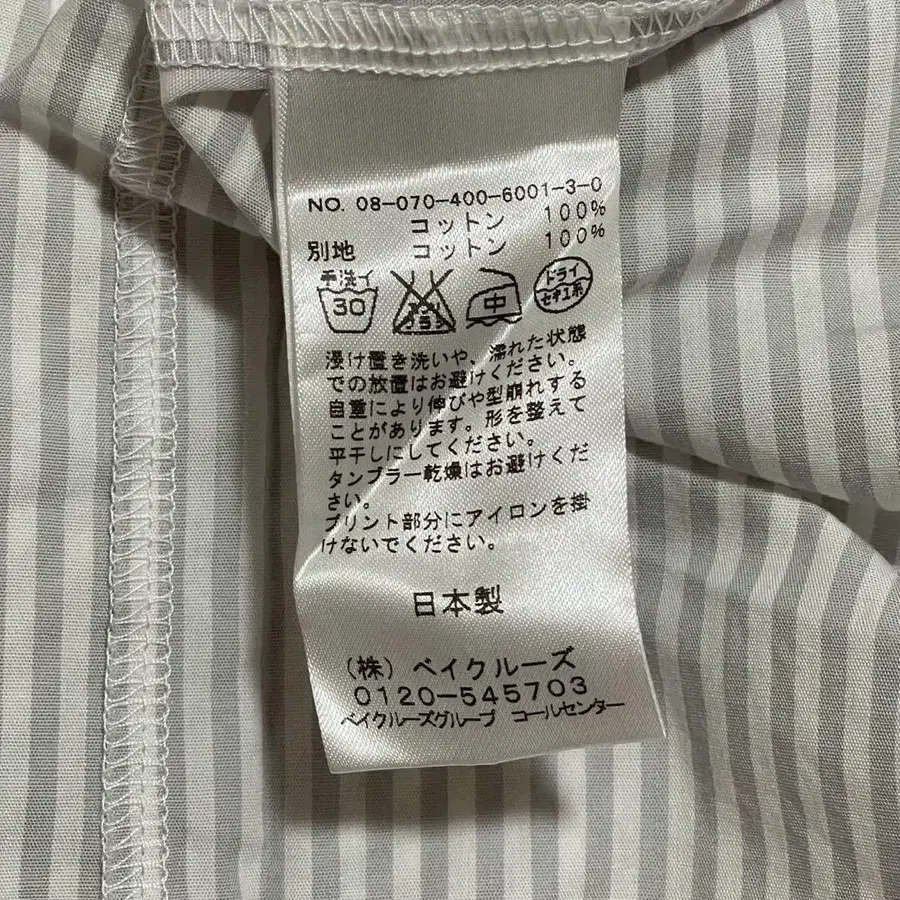 NO. 08-070-400-6001-3-0
コットン 100%
別地 コットン 100%
手洗イ 30
エンソ サラシ
中
ドライ セキユ系
浸け置き洗いや、濡れた状態
での放置はお避けください。
自重により伸びや型崩れする
ことがあります。形を整えて
平干しにしてください。
タンブラー乾燥はお避けくだ
さい。
プリント部分にアイロンを掛
けないでください。
日本製
(株) ベイクルーズ
0120-545703
ベイクルーズグループ コールセンター